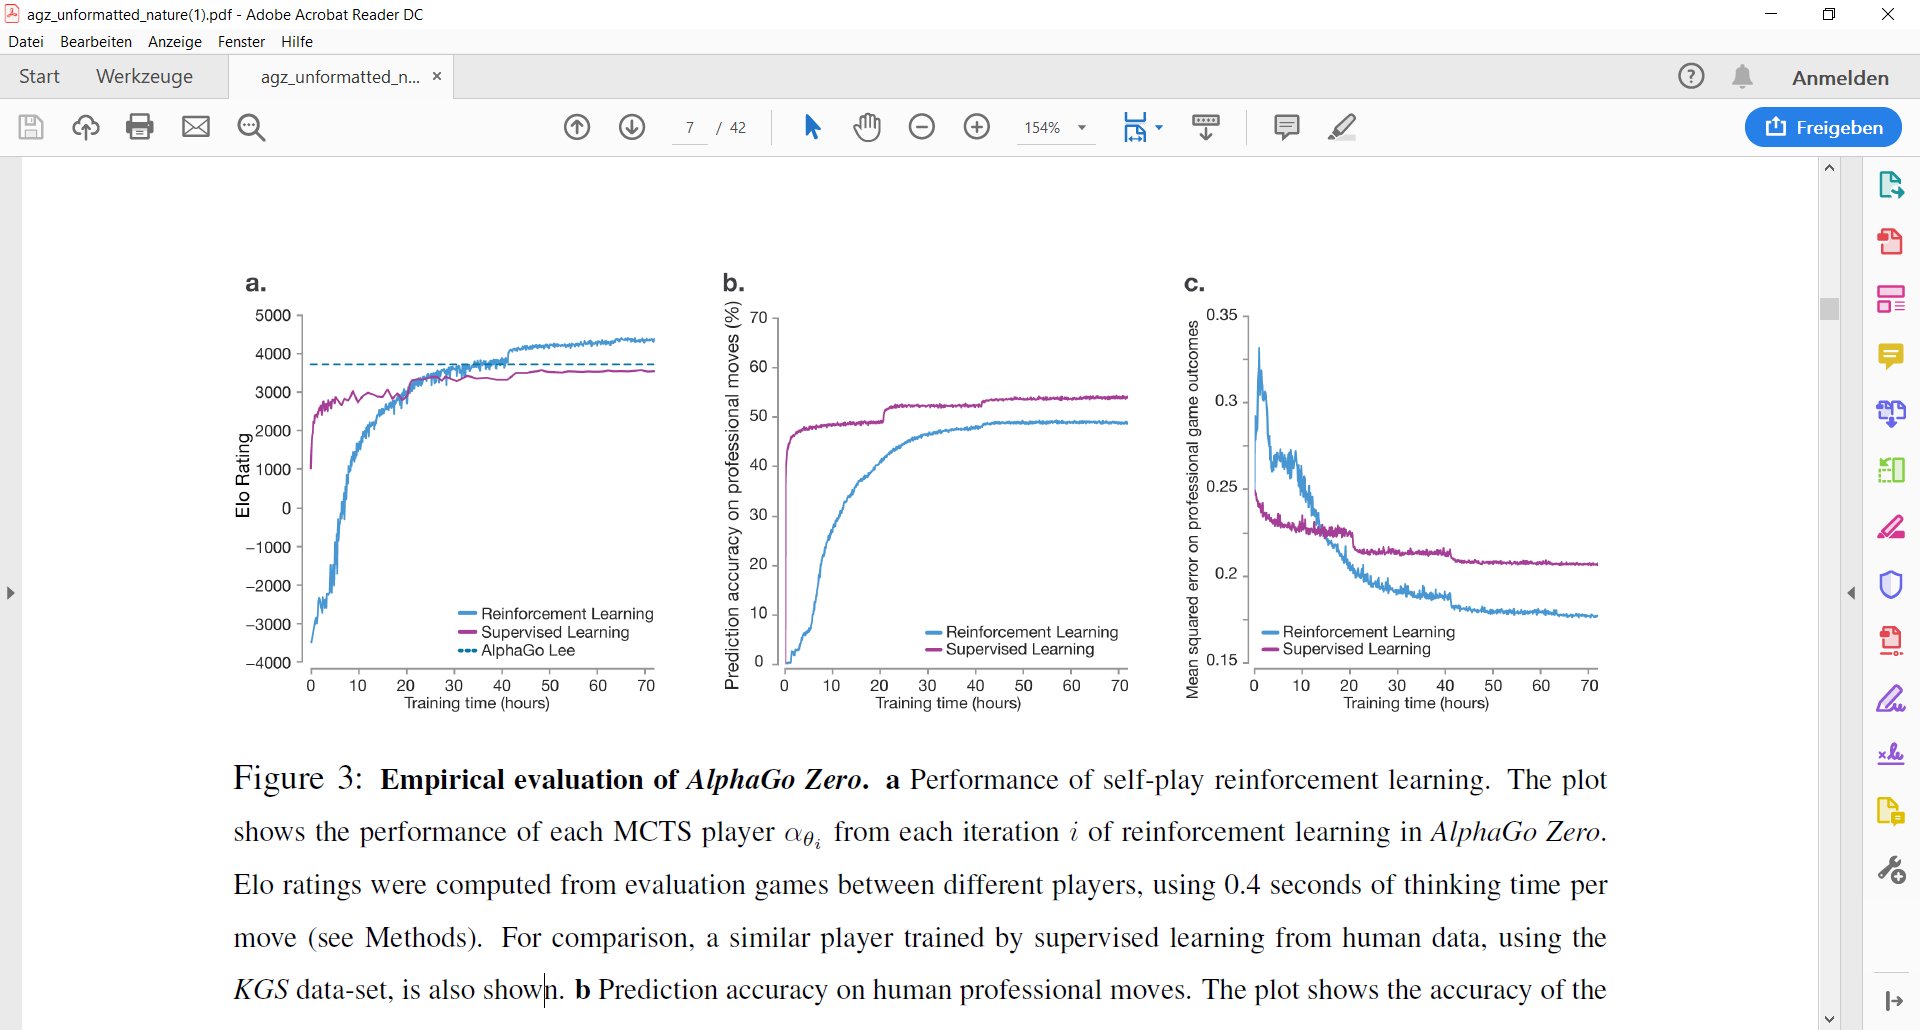 agz_unformatted_nature(1).pdf - Adobe Acrobat Reader DC
Datei Bearbeiten Anzeige Fenster Hilfe
Start Werkzeuge agz_unformatted_n... × Anmelden
7 / 42 154% Freigeben
a.
5000
4000
3000
2000
1000
0
−1000
−2000
−3000
−4000
Elo Rating
Reinforcement Learning
Supervised Learning
AlphaGo Lee
0 10 20 30 40 50 60 70
Training time (hours)
b.
70
60
50
40
30
20
10
0
Prediction accuracy on professional moves (%)
Reinforcement Learning
Supervised Learning
0 10 20 30 40 50 60 70
Training time (hours)
c.
0.35
0.3
0.25
0.2
0.15
Mean squared error on professional game outcomes
Reinforcement Learning
Supervised Learning
0 10 20 30 40 50 60 70
Training time (hours)
Figure 3: Empirical evaluation of AlphaGo Zero. a Performance of self-play reinforcement learning. The plot
shows the performance of each MCTS player αθi from each iteration i of reinforcement learning in AlphaGo Zero.
Elo ratings were computed from evaluation games between different players, using 0.4 seconds of thinking time per
move (see Methods). For comparison, a similar player trained by supervised learning from human data, using the
KGS data-set, is also shown. b Prediction accuracy on human professional moves. The plot shows the accuracy of the